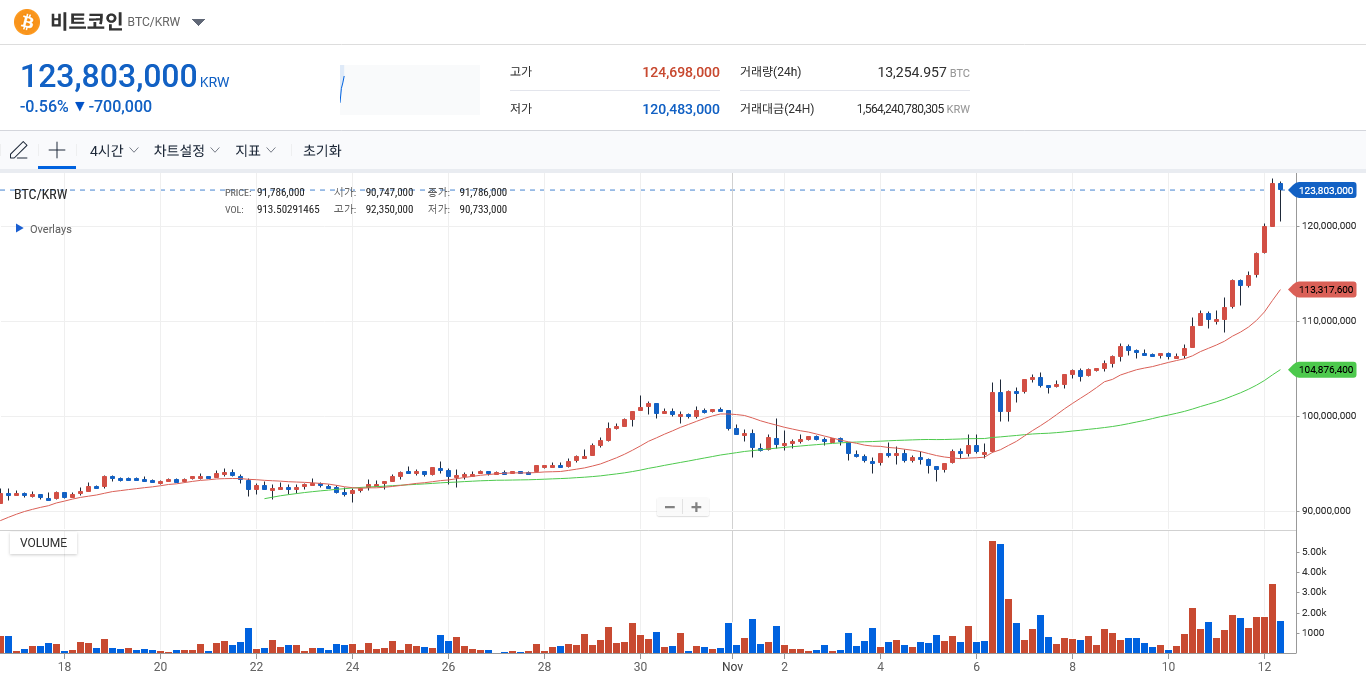 비트코인 BTC/KRW
123,803,000 KRW
-0.56% ▼ -700,000
고가 124,698,000 거래량(24h) 13,254.957 BTC
저가 120,483,000 거래대금(24H) 1,564,240,780,305 KRW
4시간 차트설정 지표 초기화
BTC/KRW
PRICE: 91,786,000 시가: 90,747,000 종가: 91,786,000
VOL: 913.50291465 고가: 92,350,000 저가: 90,733,000
Overlays
123,803,000
120,000,000
113,317,600
110,000,000
104,876,400
100,000,000
90,000,000
VOLUME
5.00k
4.00k
3.00k
2.00k
1000
18 20 22 24 26 28 30 Nov 2 4 6 8 10 12